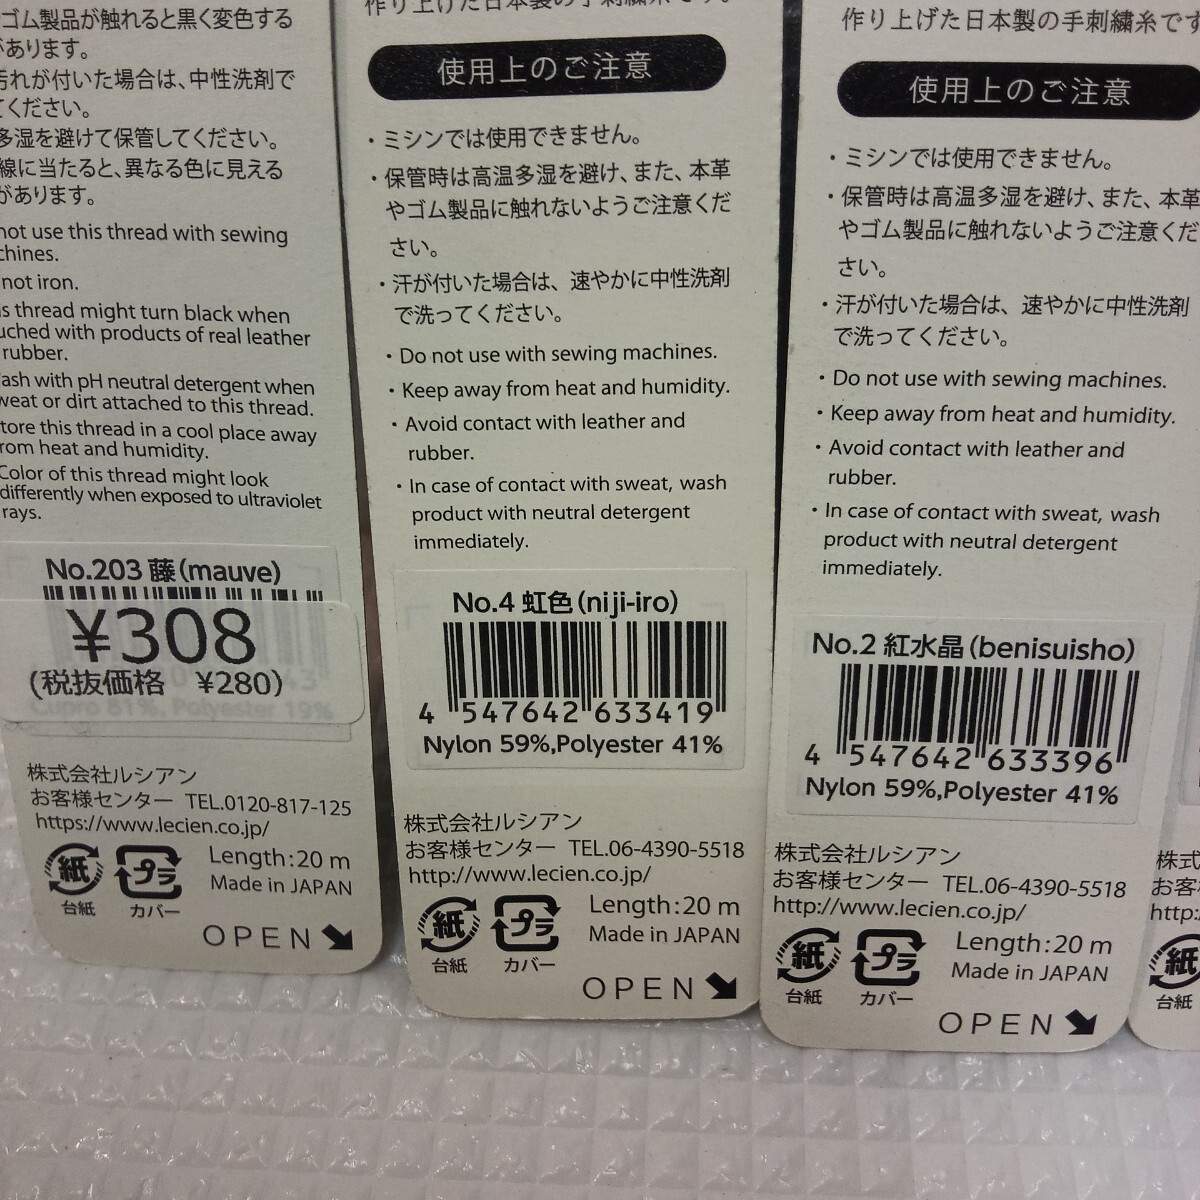 ゴム製品が触れると黒く変色する
があります。
汚れが付いた場合は、中性洗剤で
てください。
多湿を避けて保管してください。
線に当たると、異なる色に見える
があります。
not use this thread with sewing
chines.
not iron.
s thread might turn black when
uched with products of real leather
rubber.
ash with pH neutral detergent when
weat or dirt attached to this thread.
tore this thread in a cool place away
rom heat and humidity.
Color of this thread might look
differently when exposed to ultraviolet
rays.
No.203 藤(mauve)
¥308
(税抜価格 ¥280)
Cupro 81%, Polyester 19%
株式会社ルシアン
お客様センター TEL.0120-817-125
https://www.lecien.co.jp/
紙 プラ Length:20 m
台紙 カバー Made in JAPAN
OPEN
作り上げた日本製の手刺繍糸です。
使用上のご注意
・ミシンでは使用できません。
・保管時は高温多湿を避け、また、本革
やゴム製品に触れないようご注意くだ
さい。
・汗が付いた場合は、速やかに中性洗剤
で洗ってください。
・Do not use with sewing machines.
・Keep away from heat and humidity.
・Avoid contact with leather and
rubber.
・In case of contact with sweat, wash
product with neutral detergent
immediately.
No.4 虹色(niji-iro)
4 547642 633419
Nylon 59%,Polyester 41%
株式会社ルシアン
お客様センター TEL.06-4390-5518
http://www.lecien.co.jp/
紙 プラ Length:20 m
台紙 カバー Made in JAPAN
OPEN
作り上げた日本製の手刺繍糸です
使用上のご注意
・ミシンでは使用できません。
・保管時は高温多湿を避け、また、本革
やゴム製品に触れないようご注意くだ
さい。
・汗が付いた場合は、速やかに中性洗剤
で洗ってください。
・Do not use with sewing machines.
・Keep away from heat and humidity.
・Avoid contact with leather and
rubber.
・In case of contact with sweat, wash
product with neutral detergent
immediately.
No.2 紅水晶(benisuisho)
4 547642 633396
Nylon 59%,Polyester 41%
株式会社ルシアン
お客様センター TEL.06-4390-5518
http://www.lecien.co.jp/
紙 プラ Length:20 m
台紙 カバー Made in JAPAN
OPEN
株式会
お客様
http:/
紙
台紙